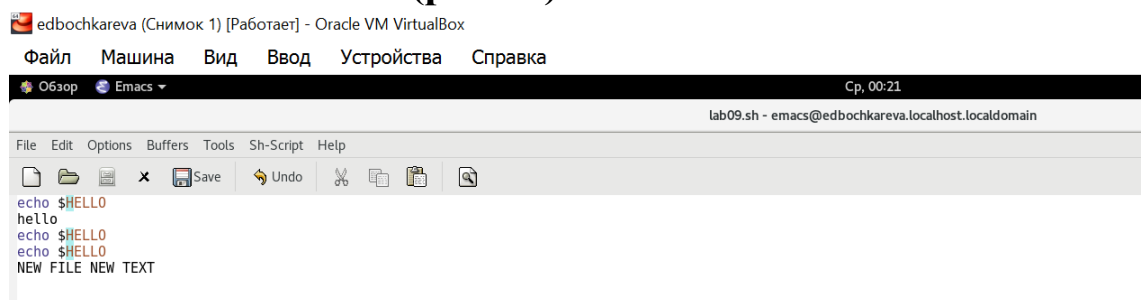 edbochkareva (Снимок 1) [Работает] - Oracle VM VirtualBox
Файл Машина Вид Ввод Устройства Справка
Обзор Emacs Ср, 00:21
lab09.sh - emacs@edbochkareva.localhost.localdomain
File Edit Options Buffers Tools Sh-Script Help
Save Undo
echo $HELLO
hello
echo $HELLO
echo $HELLO
NEW FILE NEW TEXT